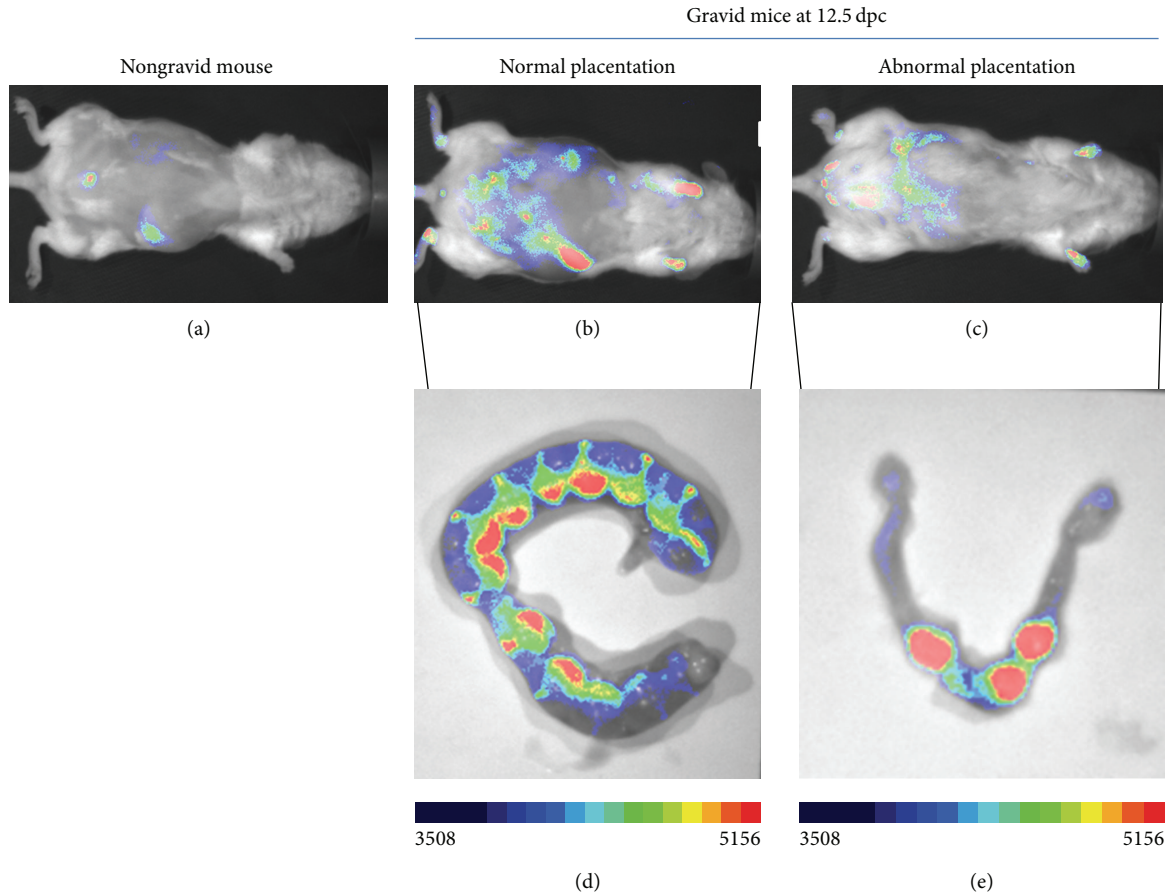 Gravid mice at 12.5 dpc
Nongravid mouse
Normal placentation
Abnormal placentation
(a)
(b)
(c)
3508
5156
3508
5156
(d)
(e)